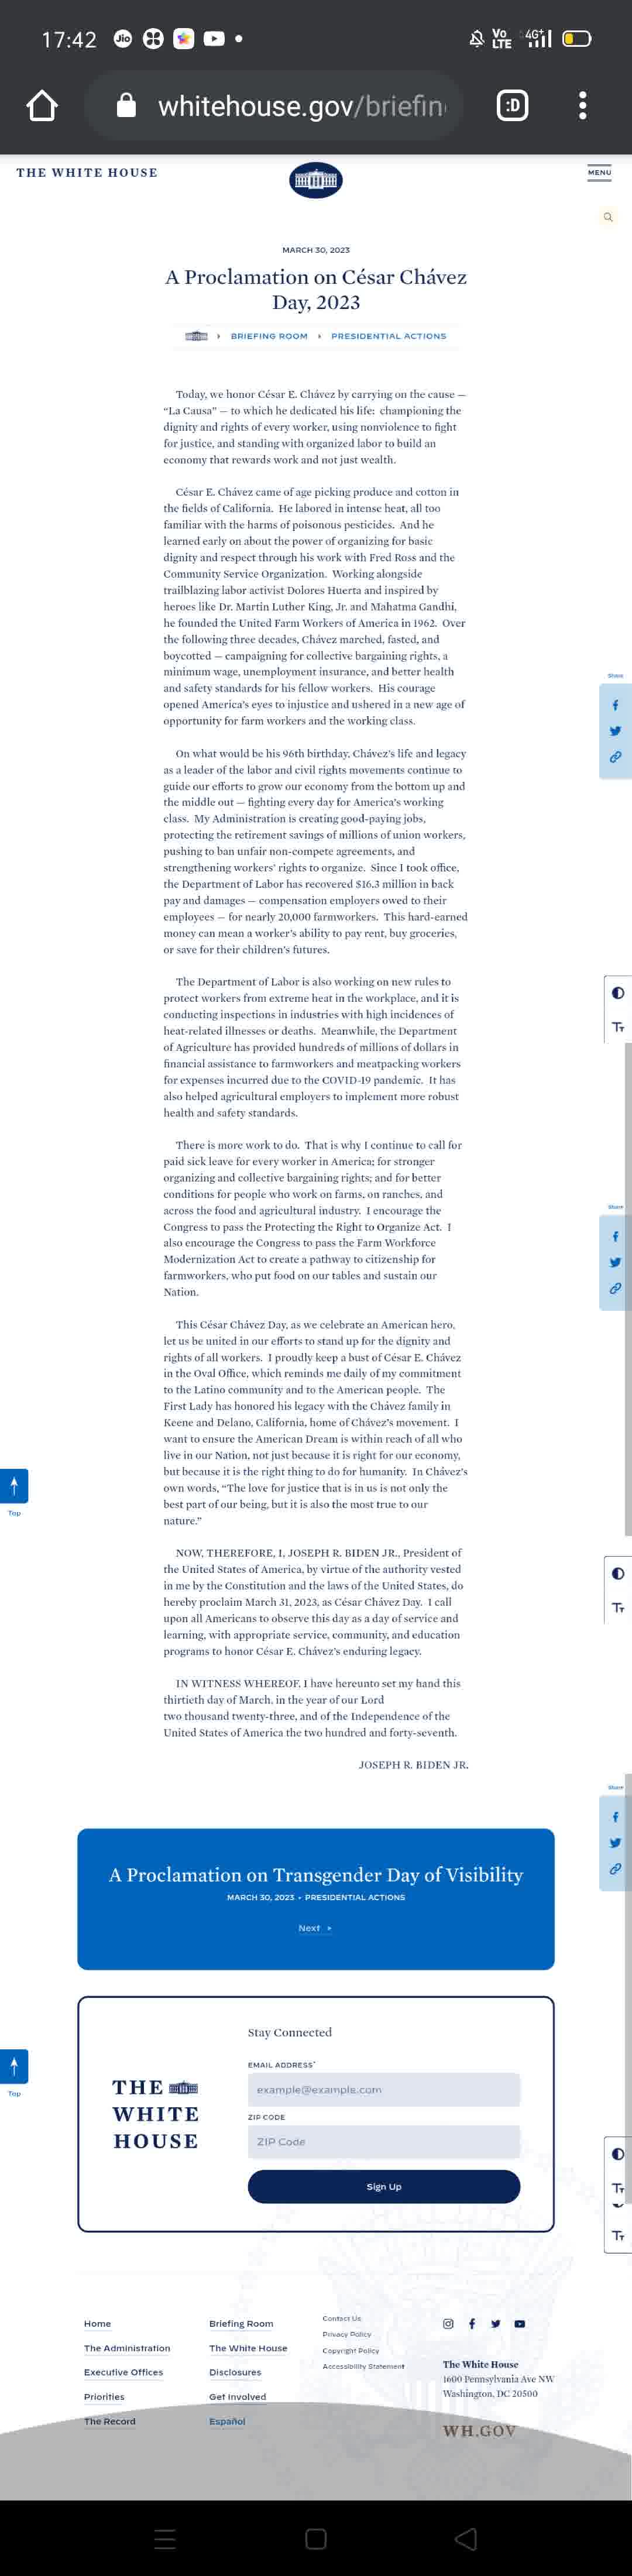 17:42
Jio
Vo
LTE
4G+
whitehouse.gov/briefin
:D
THE WHITE HOUSE
MENU
MARCH 30, 2023
A Proclamation on César Chávez
Day, 2023
BRIEFING ROOM
PRESIDENTIAL ACTIONS
Today, we honor César E. Chávez by carrying on the cause —
“La Causa” — to which he dedicated his life: championing the
dignity and rights of every worker, using nonviolence to fight
for justice, and standing with organized labor to build an
economy that rewards work and not just wealth.
César E. Chávez came of age picking produce and cotton in
the fields of California. He labored in intense heat, all too
familiar with the harms of poisonous pesticides. And he
learned early on about the power of organizing for basic
dignity and respect through his work with Fred Ross and the
Community Service Organization. Working alongside
trailblazing labor activist Dolores Huerta and inspired by
heroes like Dr. Martin Luther King, Jr. and Mahatma Gandhi,
he founded the United Farm Workers of America in 1962. Over
the following three decades, Chávez marched, fasted, and
boycotted — campaigning for collective bargaining rights, a
minimum wage, unemployment insurance, and better health
and safety standards for his fellow workers. His courage
opened America’s eyes to injustice and ushered in a new age of
opportunity for farm workers and the working class.
Share
On what would be his 96th birthday, Chávez’s life and legacy
as a leader of the labor and civil rights movements continue to
guide our efforts to grow our economy from the bottom up and
the middle out — fighting every day for America’s working
class. My Administration is creating good-paying jobs,
protecting the retirement savings of millions of union workers,
pushing to ban unfair non-compete agreements, and
strengthening workers’ rights to organize. Since I took office,
the Department of Labor has recovered $16.3 million in back
pay and damages — compensation employers owed to their
employees — for nearly 20,000 farmworkers. This hard-earned
money can mean a worker’s ability to pay rent, buy groceries,
or save for their children’s futures.
The Department of Labor is also working on new rules to
protect workers from extreme heat in the workplace, and it is
conducting inspections in industries with high incidences of
heat-related illnesses or deaths. Meanwhile, the Department
of Agriculture has provided hundreds of millions of dollars in
financial assistance to farmworkers and meatpacking workers
for expenses incurred due to the COVID-19 pandemic. It has
also helped agricultural employers to implement more robust
health and safety standards.
There is more work to do. That is why I continue to call for
paid sick leave for every worker in America; for stronger
organizing and collective bargaining rights; and for better
conditions for people who work on farms, on ranches, and
across the food and agricultural industry. I encourage the
Congress to pass the Protecting the Right to Organize Act. I
also encourage the Congress to pass the Farm Workforce
Modernization Act to create a pathway to citizenship for
farmworkers, who put food on our tables and sustain our
Nation.
Share
This César Chávez Day, as we celebrate an American hero,
let us be united in our efforts to stand up for the dignity and
rights of all workers. I proudly keep a bust of César E. Chávez
in the Oval Office, which reminds me daily of my commitment
to the Latino community and to the American people. The
First Lady has honored his legacy with the Chávez family in
Keene and Delano, California, home of Chávez’s movement. I
want to ensure the American Dream is within reach of all who
live in our Nation, not just because it is right for our economy,
but because it is the right thing to do for humanity. In Chávez’s
own words, “The love for justice that is in us is not only the
best part of our being, but it is also the most true to our
nature.”
Top
NOW, THEREFORE, I, JOSEPH R. BIDEN JR., President of
the United States of America, by virtue of the authority vested
in me by the Constitution and the laws of the United States, do
hereby proclaim March 31, 2023, as César Chávez Day. I call
upon all Americans to observe this day as a day of service and
learning, with appropriate service, community, and education
programs to honor César E. Chávez’s enduring legacy.
IN WITNESS WHEREOF, I have hereunto set my hand this
thirtieth day of March, in the year of our Lord
two thousand twenty-three, and of the Independence of the
United States of America the two hundred and forty-seventh.
JOSEPH R. BIDEN JR.
Share
A Proclamation on Transgender Day of Visibility
MARCH 30, 2023 • PRESIDENTIAL ACTIONS
Next
Stay Connected
EMAIL ADDRESS*
example@example.com
ZIP CODE
ZIP Code
Sign Up
THE
WHITE
HOUSE
Top
Home
The Administration
Executive Offices
Priorities
The Record
Briefing Room
The White House
Disclosures
Get Involved
Español
Contact Us
Privacy Policy
Copyright Policy
Accessibility Statement
The White House
1600 Pennsylvania Ave NW
Washington, DC 20500
WH.GOV